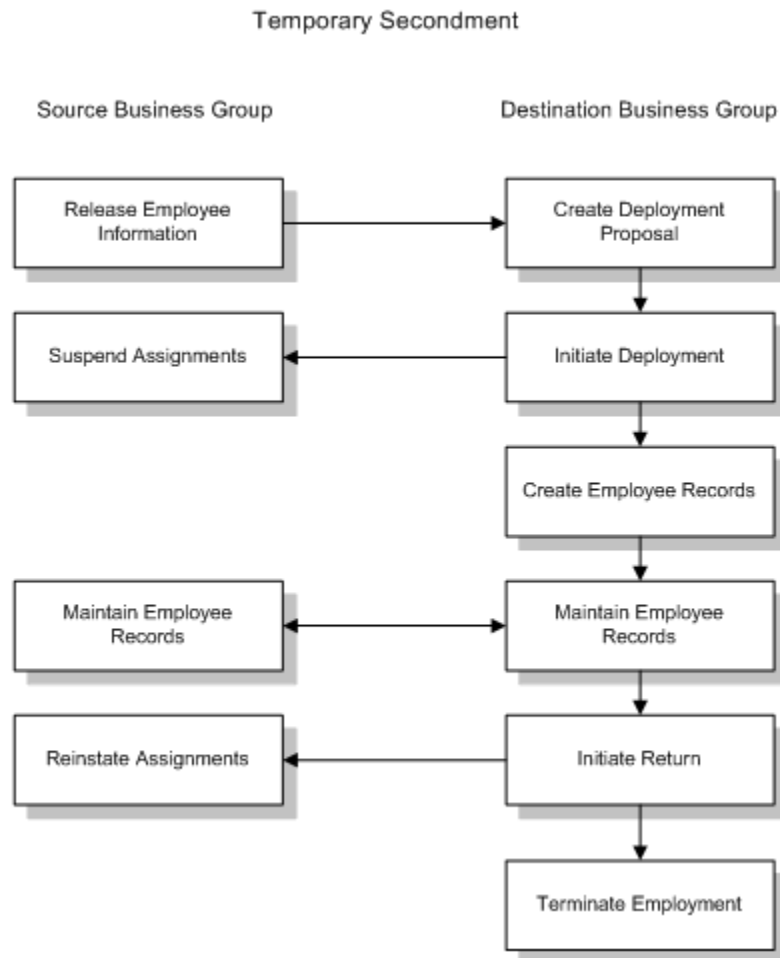 Temporary Secondment
Source Business Group
Destination Business Group
Release Employee
Information
Create Deployment
Proposal
Suspend Assignments
Initiate Deployment
Create Employee Records
Maintain Employee
Records
Maintain Employee
Records
Reinstate Assignments
Initiate Return
Terminate Employment